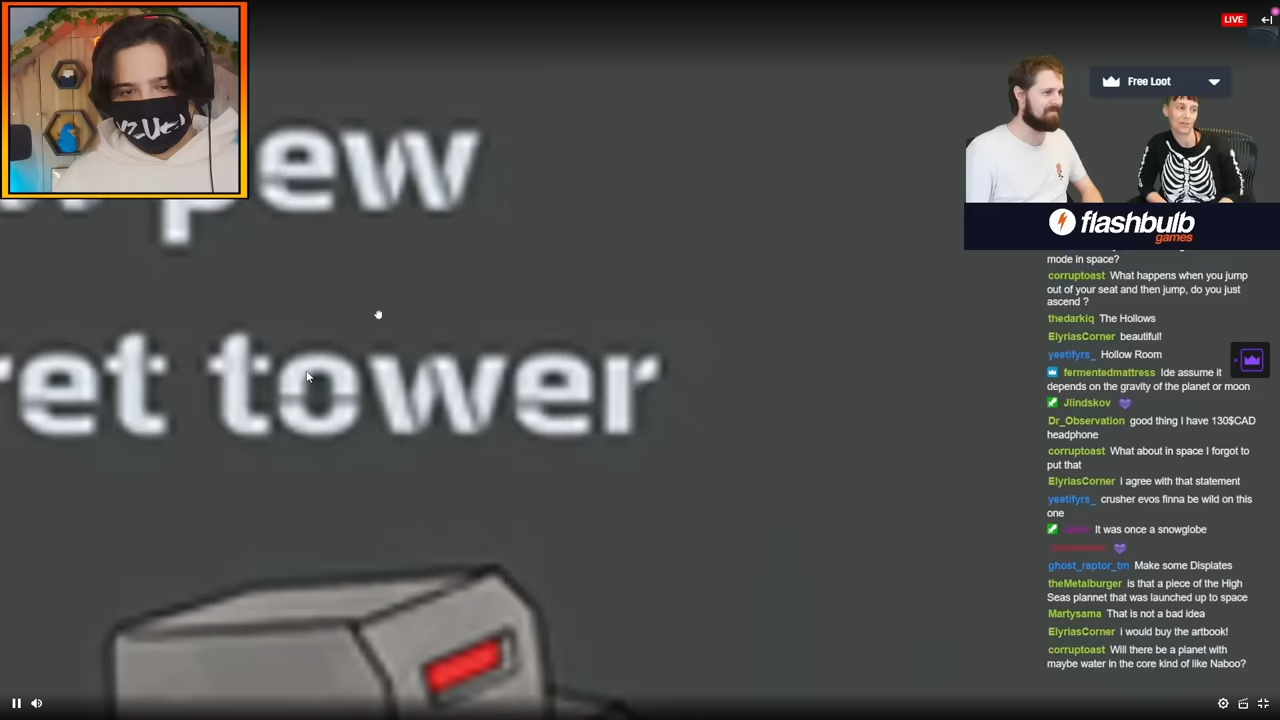 LIVE
Free Loot
pew
ret tower
flashbulb
games
mode in space?
corruptoast What happens when you jump
out of your seat and then jump, do you just
ascend ?
thedarkiq The Hollows
ElyriasCorner beautiful!
yeetifyrs_ Hollow Room
fermentedmattress Ide assume it
depends on the gravity of the planet or moon
Jlindskov
Dr_Observation good thing I have 130$CAD
headphone
corruptoast What about in space I forgot to
put that
ElyriasCorner i agree with that statement
yeetifyrs_ crusher evos finna be wild on this
one
It was once a snowglobe
ghost_raptor_tm Make some Displates
theMetalburger is that a piece of the High
Seas plannet that was launched up to space
Martysama That is not a bad idea
ElyriasCorner i would buy the artbook!
corruptoast Will there be a planet with
maybe water in the core kind of like Naboo?